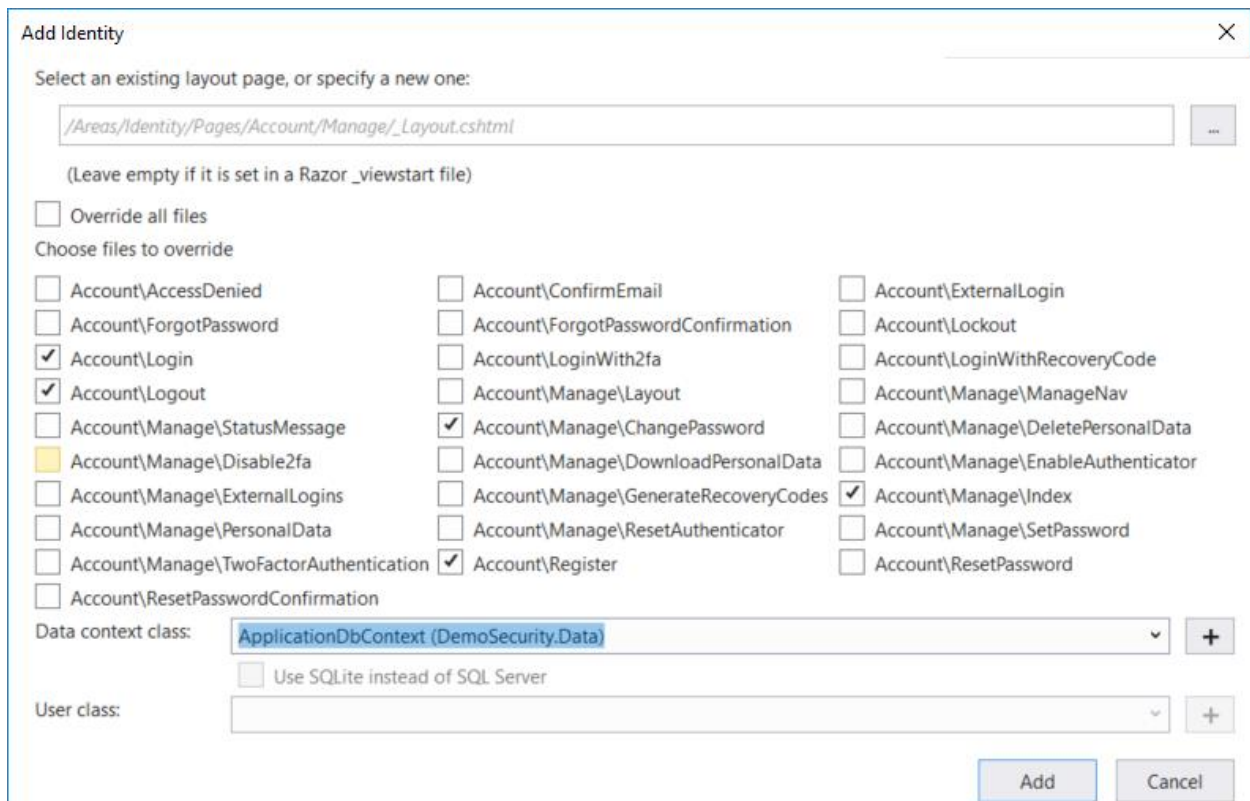 Add Identity
Select an existing layout page, or specify a new one:
/Areas/Identity/Pages/Account/Manage/_Layout.cshtml
...
(Leave empty if it is set in a Razor _viewstart file)
Override all files
Choose files to override
Account\AccessDenied Account\ConfirmEmail Account\ExternalLogin
Account\ForgotPassword Account\ForgotPasswordConfirmation Account\Lockout
Account\Login Account\LoginWith2fa Account\LoginWithRecoveryCode
Account\Logout Account\Manage\Layout Account\Manage\ManageNav
Account\Manage\StatusMessage Account\Manage\ChangePassword Account\Manage\DeletePersonalData
Account\Manage\Disable2fa Account\Manage\DownloadPersonalData Account\Manage\EnableAuthenticator
Account\Manage\ExternalLogins Account\Manage\GenerateRecoveryCodes Account\Manage\Index
Account\Manage\PersonalData Account\Manage\ResetAuthenticator Account\Manage\SetPassword
Account\Manage\TwoFactorAuthentication Account\Register Account\ResetPassword
Account\ResetPasswordConfirmation
Data context class: ApplicationDbContext (DemoSecurity.Data) +
Use SQLite instead of SQL Server
User class: +
Add Cancel